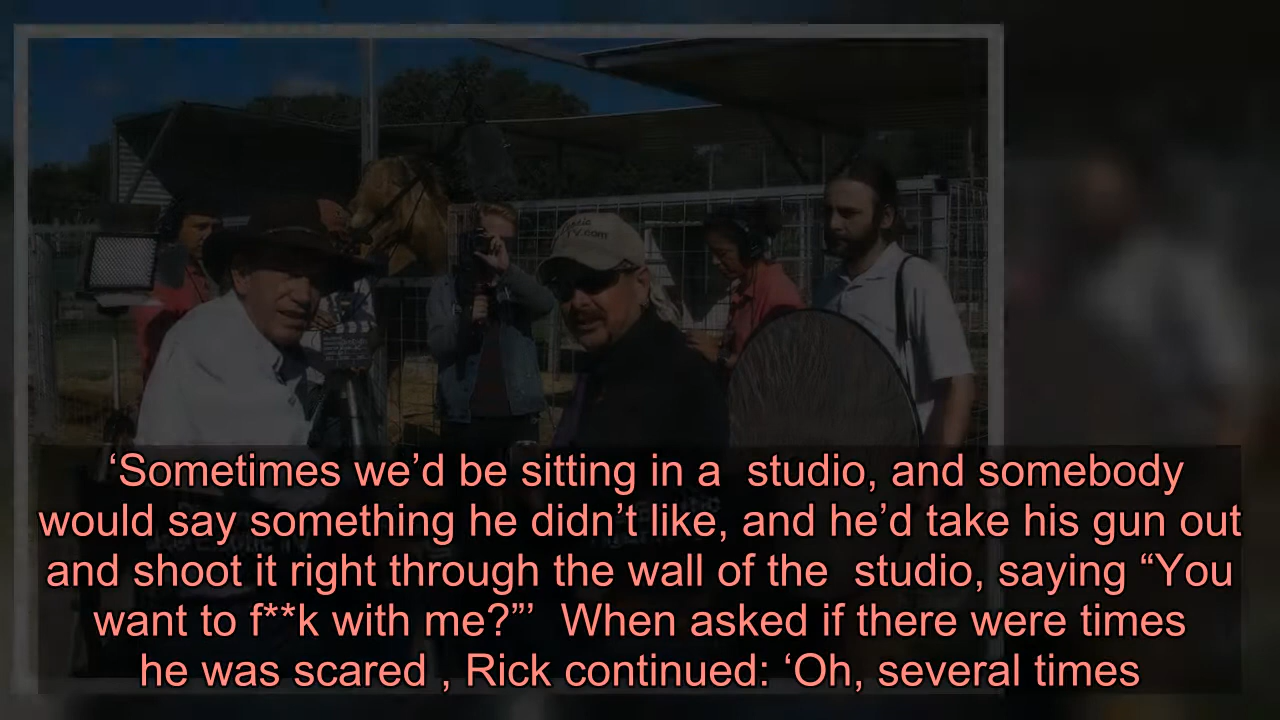 ‘Sometimes we’d be sitting in a  studio, and somebody
would say something he didn’t like, and he’d take his gun out
and shoot it right through the wall of the  studio, saying “You
want to f**k with me?”’  When asked if there were times
he was scared , Rick continued: ‘Oh, several times